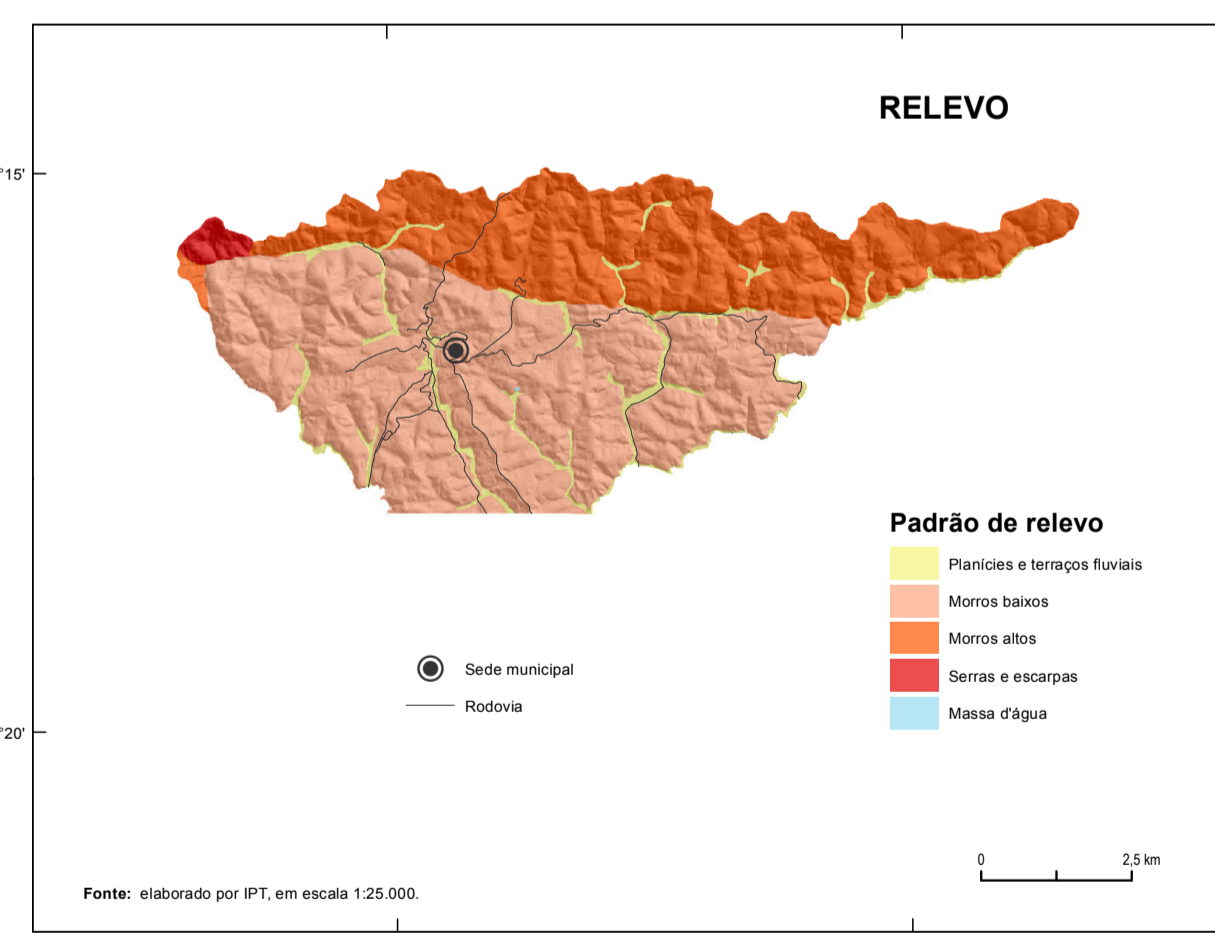 RELEVO
°15'
Padrão de relevo
Planícies e terraços fluviais
Morros baixos
Morros altos
Serras e escarpas
Massa d'água
Sede municipal
Rodovia
°20'
0 2,5 km
Fonte: elaborado por IPT, em escala 1:25.000.